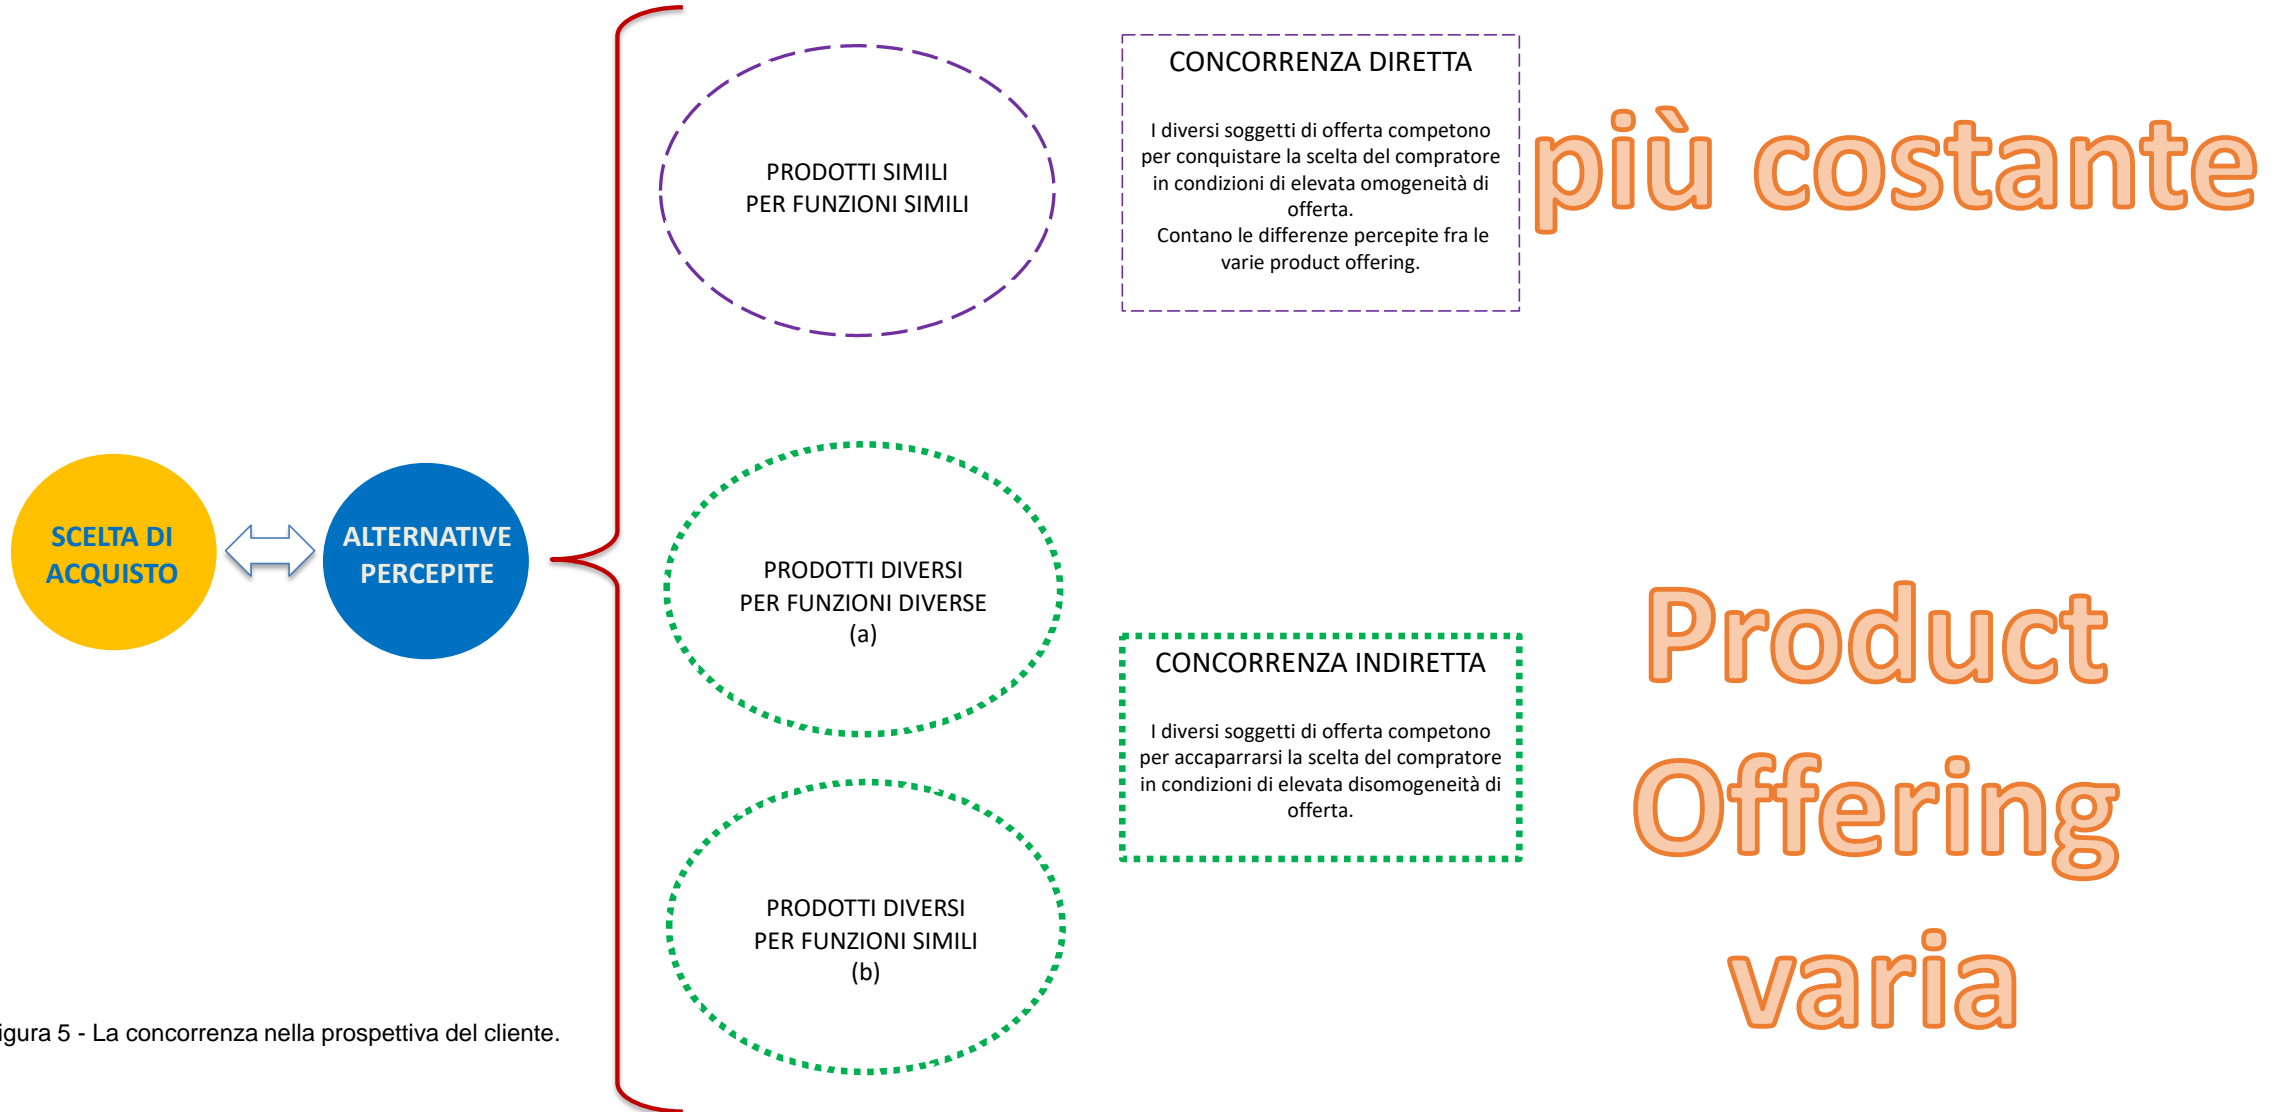 SCELTA DI
ACQUISTO
ALTERNATIVE
PERCEPITE
PRODOTTI SIMILI
PER FUNZIONI SIMILI
CONCORRENZA DIRETTA
I diversi soggetti di offerta competono
per conquistare la scelta del compratore
in condizioni di elevata omogeneità di
offerta.
Contano le differenze percepite fra le
varie product offering.
più costante
PRODOTTI DIVERSI
PER FUNZIONI DIVERSE
(a)
PRODOTTI DIVERSI
PER FUNZIONI SIMILI
(b)
CONCORRENZA INDIRETTA
I diversi soggetti di offerta competono
per accaparrarsi la scelta del compratore
in condizioni di elevata disomogeneità di
offerta.
Product
Offering
varia
igura 5 - La concorrenza nella prospettiva del cliente.